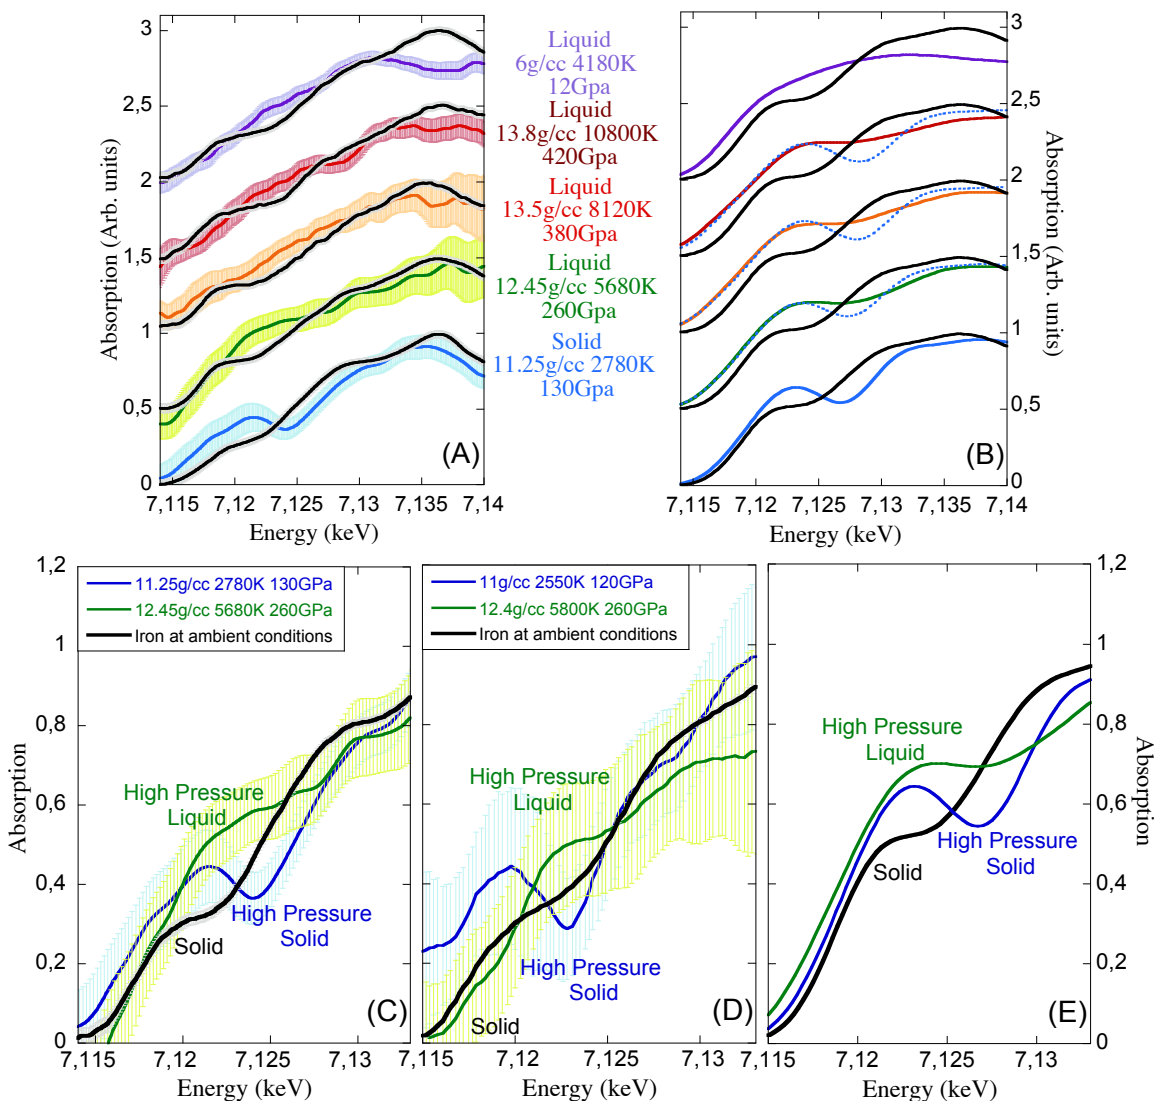 3
2,5
2
1,5
1
0,5
0
Absorption (Arb. units)
7,115 7,12 7,125 7,13 7,135 7,14
Energy (keV)
(A)
Liquid
6g/cc 4180K
12Gpa
Liquid
13.8g/cc 10800K
420Gpa
Liquid
13.5g/cc 8120K
380Gpa
Liquid
12.45g/cc 5680K
260Gpa
Solid
11.25g/cc 2780K
130Gpa
3
2,5
2
1,5
1
0,5
0
Absorption (Arb. units)
7,115 7,12 7,125 7,13 7,135 7,14
Energy (keV)
(B)
1,2
1
0,8
0,6
0,4
0,2
0
Absorption
11.25g/cc 2780K 130GPa
12.45g/cc 5680K 260GPa
Iron at ambient conditions
High Pressure
Liquid
Solid
High Pressure
Solid
(C)
7,115 7,12 7,125 7,13
Energy (keV)
11g/cc 2550K 120GPa
12.4g/cc 5800K 260GPa
Iron at ambient conditions
High Pressure
Liquid
High Pressure
Solid
Solid
(D)
7,115 7,12 7,125 7,13
Energy (keV)
High Pressure
Liquid
High Pressure
Solid
Solid
(E)
7,115 7,12 7,125 7,13
Energy (keV)
1,2
1
0,8
0,6
0,4
0,2
0
Absorption